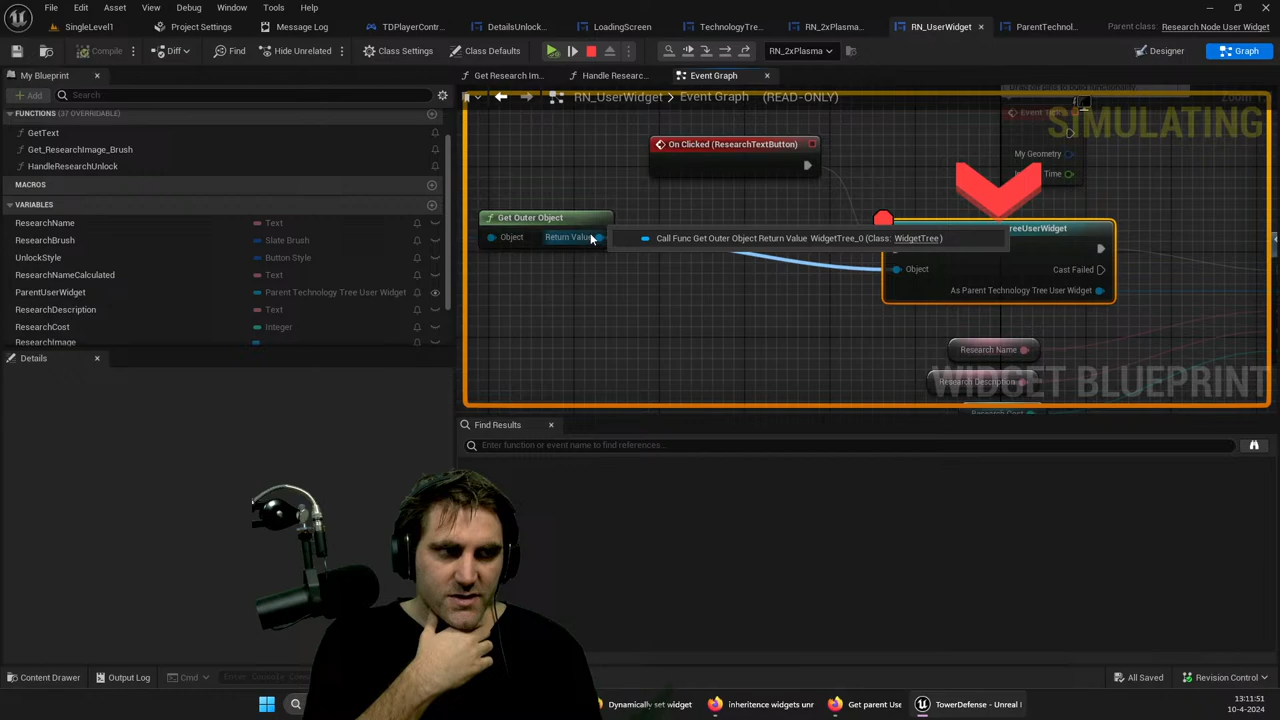 File Edit Asset View Debug Window Tools Help
SingleLevel1 Project Settings Message Log TDPlayerContr... DetailsUnlock... LoadingScreen TechnologyTree... RN_2xPlasma... RN_UserWidget ParentTechnol... Parent class: Research Node User Widget
Compile Diff Find Hide Unrelated Class Settings Class Defaults RN_2xPlasma Designer Graph
My Blueprint Get Research Im... Handle Researc... Event Graph
Add Search
RN_UserWidget > Event Graph (READ-ONLY)
FUNCTIONS (37 OVERRIDABLE)
GetText
Get_ResearchImage_Brush
HandleResearchUnlock
MACROS
VARIABLES
ResearchName Text
ResearchBrush Slate Brush
UnlockStyle Button Style
ResearchNameCalculated Text
ParentUserWidget Parent Technology Tree User Widget
ResearchDescription Text
ResearchCost Integer
ResearchImage
Details
SIMULATING
On Clicked (ResearchTextButton)
My Geometry
Time
Get Outer Object
Object Return Value
Call Func Get Outer Object Return Value WidgetTree_0 (Class: WidgetTree)
reeUserWidget
Object Cast Failed
As Parent Technology Tree User Widget
Research Name
Research Description
Research Cost
WIDGET BLUEPRINT
Find Results
Enter function or event name to find references...
Content Drawer Output Log Cmd All Saved Revision Control
Dynamically set widget inheritence widgets unr Get parent Use TowerDefense - Unreal
13:11:51
10-4-2024